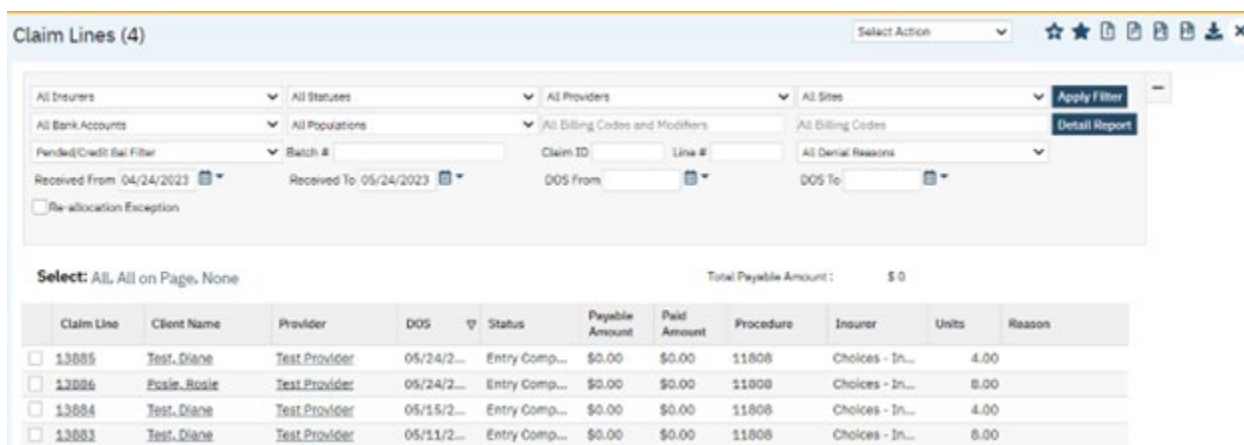 Claim Lines (4) Select Action
All Insurers All Statuses All Providers All Sites Apply Filter
All Bank Accounts All Populations All Billing Codes and Modifiers All Billing Codes Detail Report
Pended/Credit Bal Filter Batch # Claim ID Line # All Denial Reasons
Received From 04/24/2023 Received To 05/24/2023 DOS From DOS To
Re-allocation Exception
Select: All, All on Page, None Total Payable Amount : $ 0
Claim Line Client Name Provider DOS Status Payable Amount Paid Amount Procedure Insurer Units Reason
13885 Test, Diane Test Provider 05/24/2... Entry Comp... $0.00 $0.00 11808 Choices - In... 4.00
13886 Posie, Rosie Test Provider 05/24/2... Entry Comp... $0.00 $0.00 11808 Choices - In... 8.00
13884 Test, Diane Test Provider 05/15/2... Entry Comp... $0.00 $0.00 11808 Choices - In... 4.00
13883 Test, Diane Test Provider 05/11/2... Entry Comp... $0.00 $0.00 11808 Choices - In... 8.00